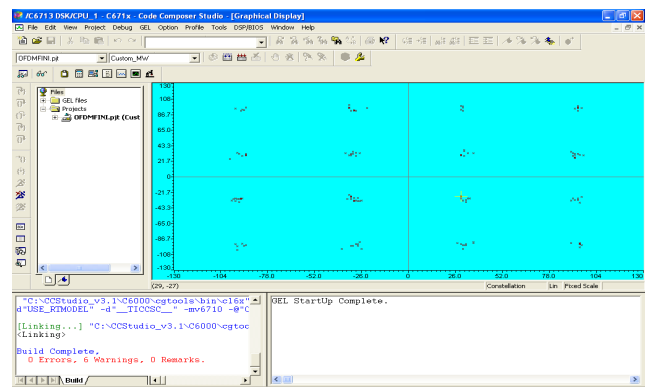 /C6713 DSK/CPU_1 - C671x - Code Composer Studio - [Graphical Display]
File Edit View Project Debug GEL Option Profile Tools DSP/BIOS Window Help
OFDMFINI.pjt Custom_MW
Files
GEL files
Projects
OFDMFINI.pjt (Cust
130
108
86.7
65.0
43.3
21.7
0
-21.7
-43.3
-65.0
-86.7
-108
-130
-130 -104 -78.0 -52.0 -26.0 0 26.0 52.0 78.0 104 130
(29, -27) Constellation Lin Fixed Scale
"C:\CCStudio_v3.1\C6000\cgtools\bin\cl6x"
d"USE_RTMODEL" -d"__TICCSC__" -mv6710 -@"C
[Linking...] "C:\CCStudio_v3.1\C6000\cgtoc
<Linking>
Build Complete,
0 Errors, 6 Warnings, 0 Remarks.
Build
GEL StartUp Complete.